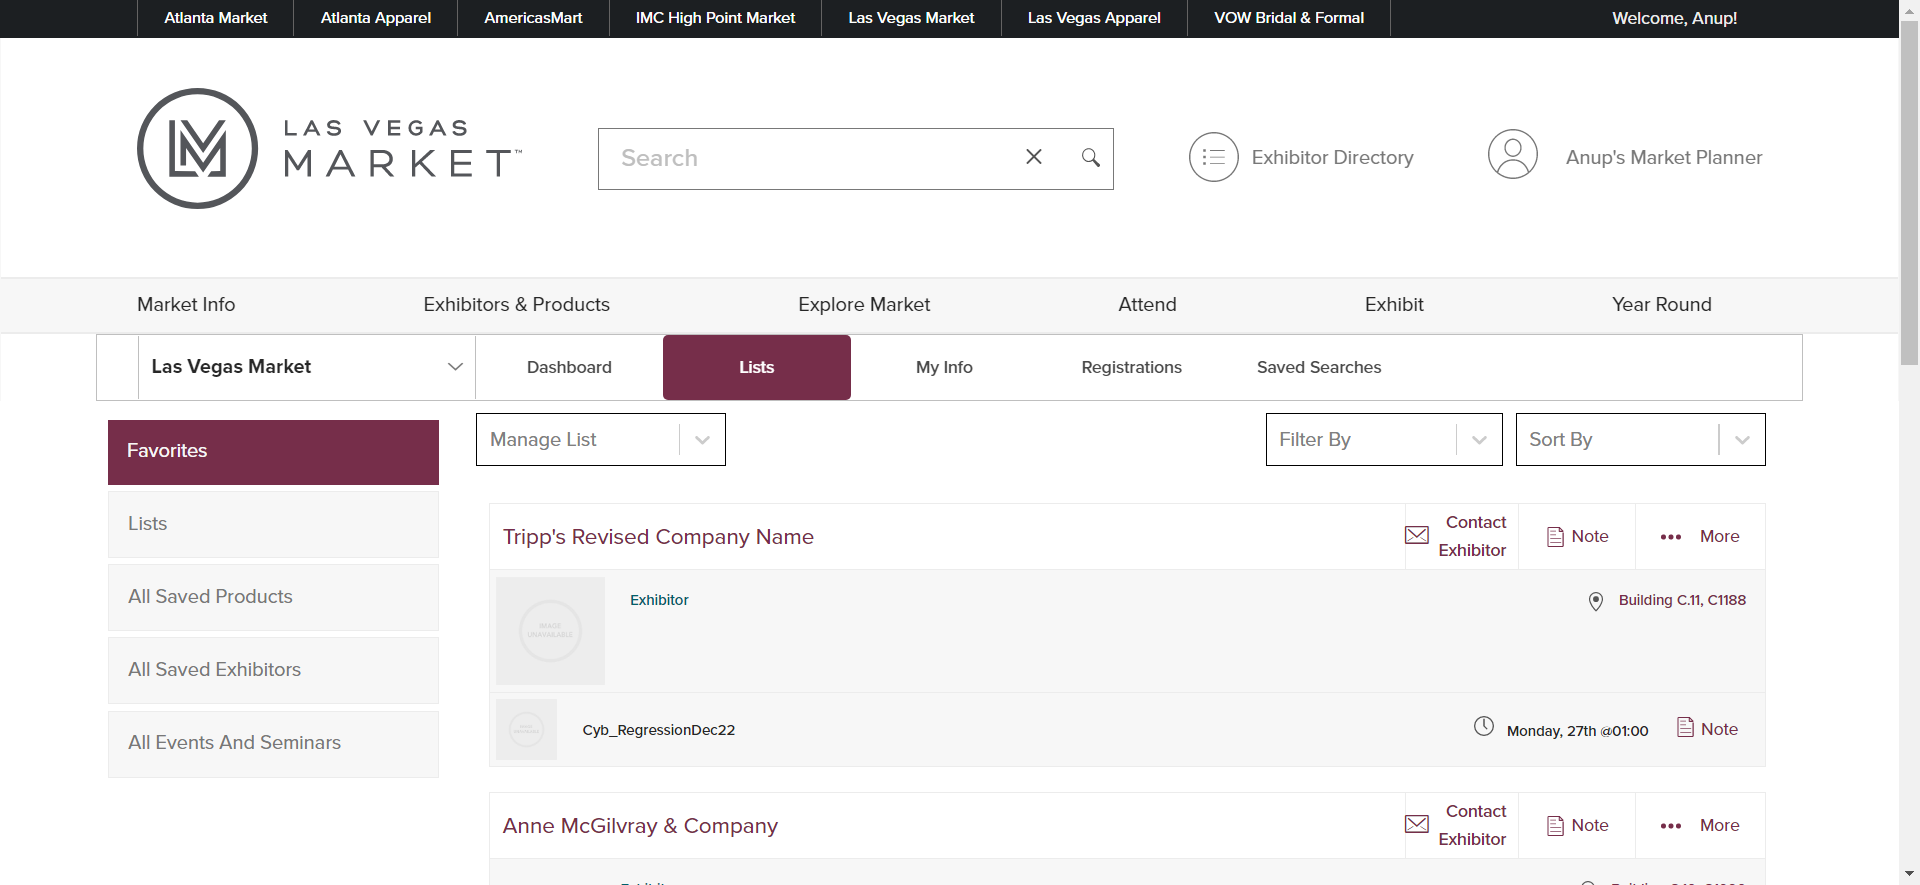 Atlanta Market
Atlanta Apparel
AmericasMart
IMC High Point Market
Las Vegas Market
Las Vegas Apparel
VOW Bridal & Formal
Welcome, Anup!
LAS VEGAS
MARKET™
Search
Exhibitor Directory
Anup's Market Planner
Market Info
Exhibitors & Products
Explore Market
Attend
Exhibit
Year Round
Las Vegas Market
Dashboard
Lists
My Info
Registrations
Saved Searches
Favorites
Lists
All Saved Products
All Saved Exhibitors
All Events And Seminars
Manage List
Filter By
Sort By
Tripp's Revised Company Name
Contact
Exhibitor
Note
More
IMAGE
UNAVAILABLE
Exhibitor
Building C.11, C1188
Cyb_RegressionDec22
Monday, 27th @01:00
Note
Anne McGilvray & Company
Contact
Exhibitor
Note
More